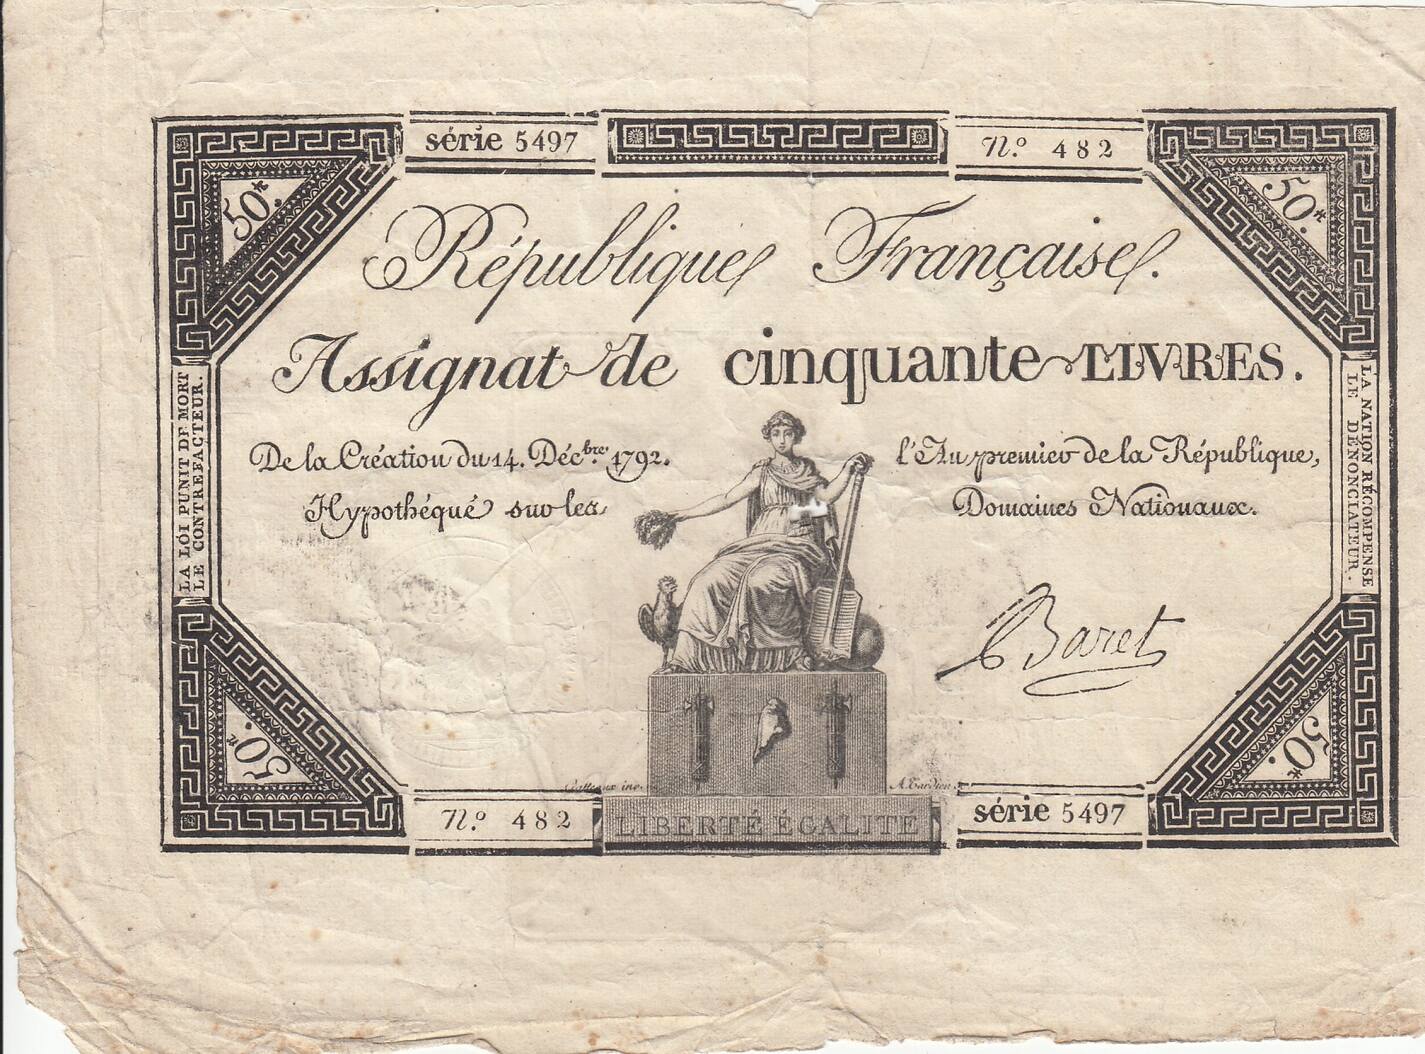 série 5497
N.º 482
50.
50.
République Française.
Assignat de cinquante LIVRES.
De la Création du 14. Déc.bre 1792.
l'An premier de la République,
Hypothéqué sur les
Domaines Nationaux.
LA LOI PUNIT DE MORT
LE CONTREFACTEUR.
LA NATION RÉCOMPENSE
LE DÉNONCIATEUR.
Baret
50.
50.
N.º 482
LIBERTÉ ÉGALITÉ
série 5497